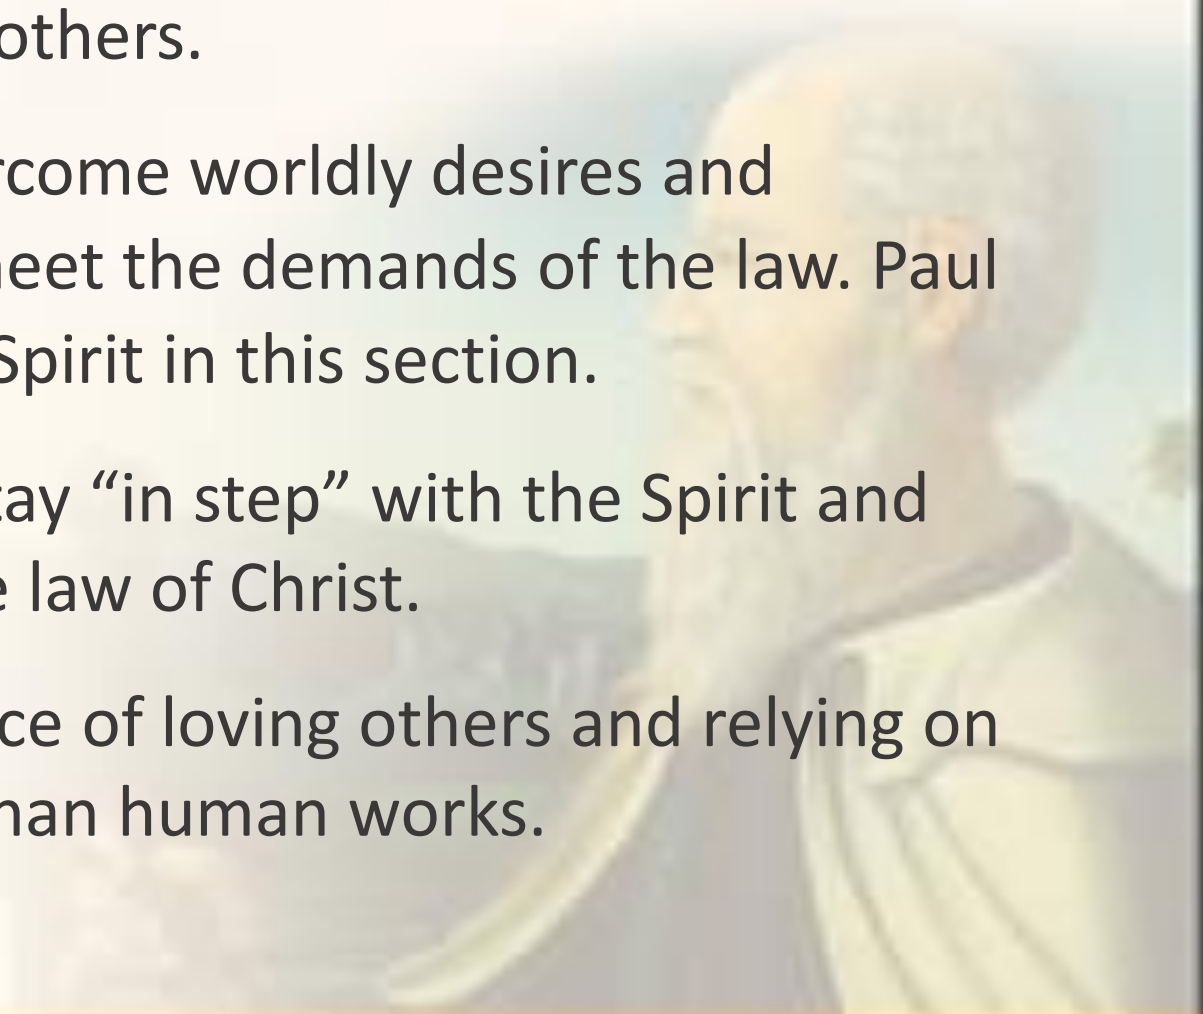 others.
rcome worldly desires and
eet the demands of the law. Paul
Spirit in this section.
tay “in step” with the Spirit and
e law of Christ.
ce of loving others and relying on
han human works.